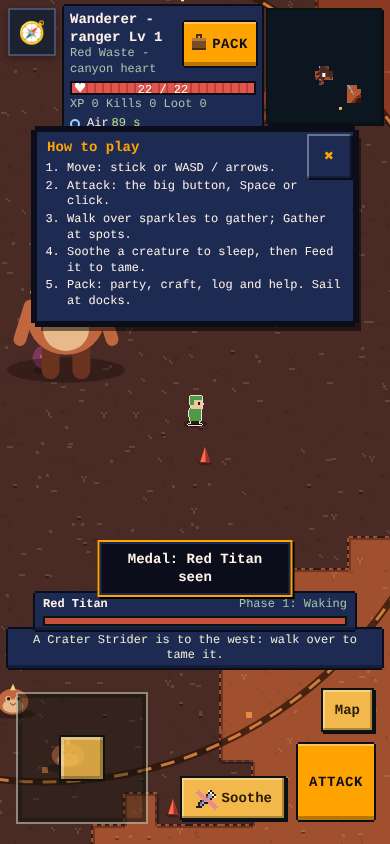 Wanderer -
ranger Lv 1
Red Waste -
canyon heart
PACK
22 / 22
XP 0 Kills 0 Loot 0
Air 89 s
How to play
1. Move: stick or WASD / arrows.
2. Attack: the big button, Space or
click.
3. Walk over sparkles to gather; Gather
at spots.
4. Soothe a creature to sleep, then Feed
it to tame.
5. Pack: party, craft, log and help. Sail
at docks.
Medal: Red Titan
seen
Red Titan
Phase 1: Waking
A Crater Strider is to the west: walk over to
tame it.
Map
ATTACK
Soothe